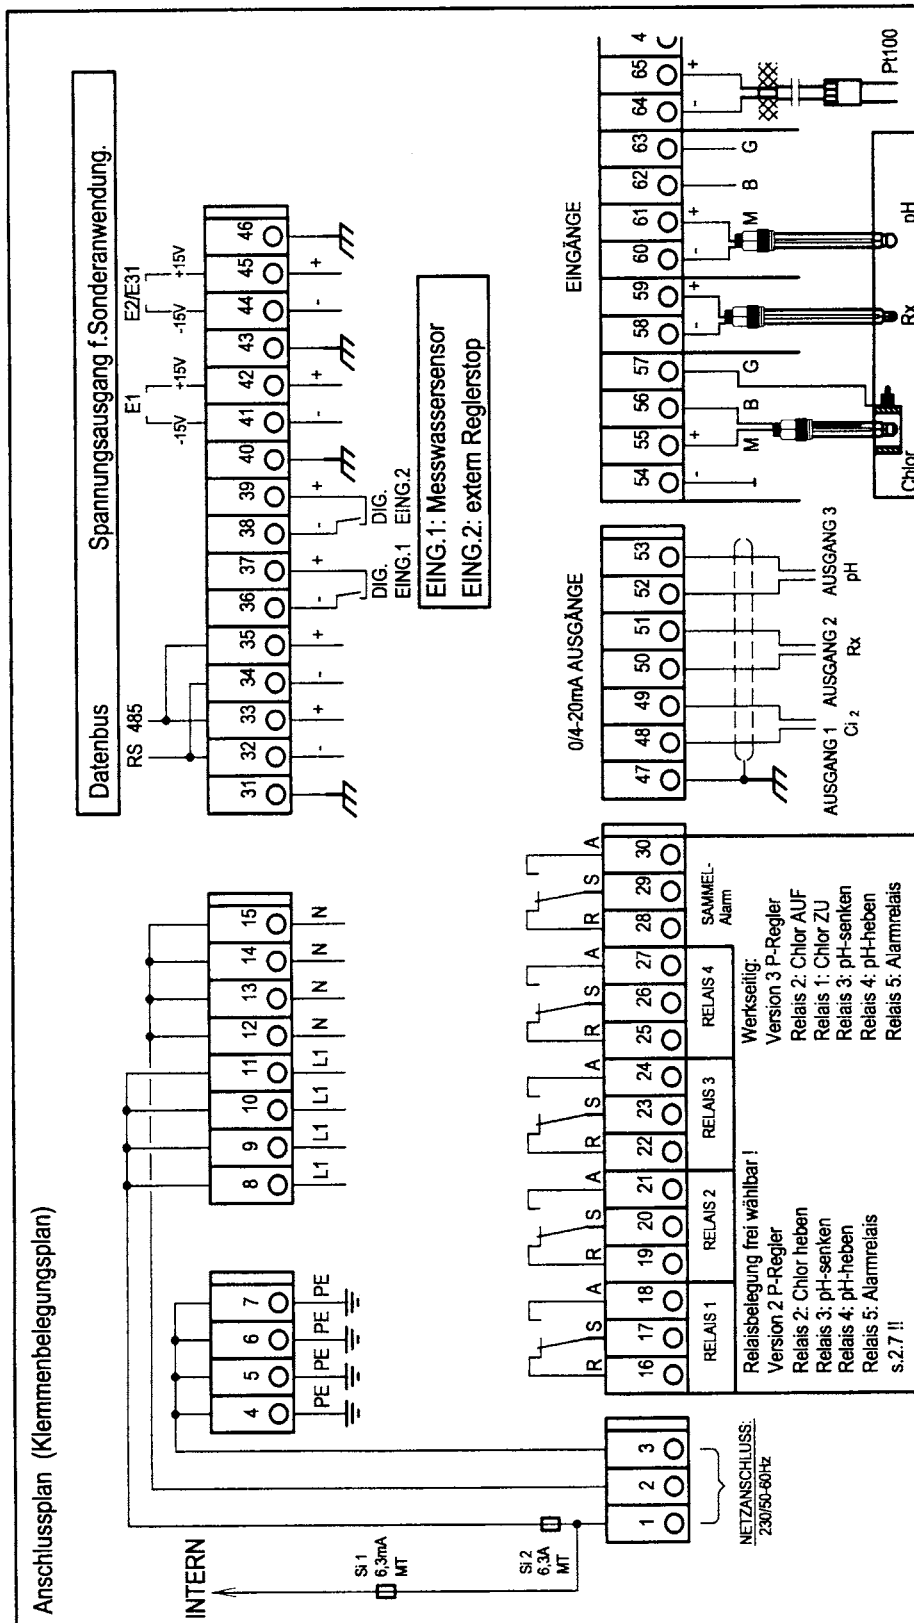 Anschlussplan (Klemmenbelegungsplan)
Datenbus Spannungsausgang f.Sonderanwendung.
RS 485
E1
-15V +15V
E2/E31
-15V +15V
31 32 33 34 35 36 37 38 39 40 41 42 43 44 45 46
- + - + - + - + - + - +
DIG.
EING.1
DIG.
EING.2
EING.1: Messwassersensor
EING.2: extern Reglerstop
4 5 6 7
PE PE PE PE
8 9 10 11 12 13 14 15
L1 L1 L1 L1 N N N N
INTERN
Si 1
6,3mA
MT
Si 2
6,3A
MT
1 2 3
NETZANSCHLUSS:
230/50-60Hz
R S A R S A R S A R S A R S A
16 17 18 19 20 21 22 23 24 25 26 27 28 29 30
RELAIS 1 RELAIS 2 RELAIS 3 RELAIS 4
SAMMEL-
Alarm
Relaisbelegung frei wählbar !
Version 2 P-Regler
Relais 2: Chlor heben
Relais 3: pH-senken
Relais 4: pH-heben
Relais 5: Alarmrelais
s.2.7 !!
Werkseitig:
Version 3 P-Regler
Relais 2: Chlor AUF
Relais 1: Chlor ZU
Relais 3: pH-senken
Relais 4: pH-heben
Relais 5: Alarmrelais
0/4-20mA AUSGÄNGE
47 48 49 50 51 52 53
AUSGANG 1 AUSGANG 2 AUSGANG 3
Ci 2 Rx pH
EINGÄNGE
54 55 56 57 58 59 60 61 62 63 64 65 4
- + - + - + - +
M B G M B G
Chlor Rx pH Pt100